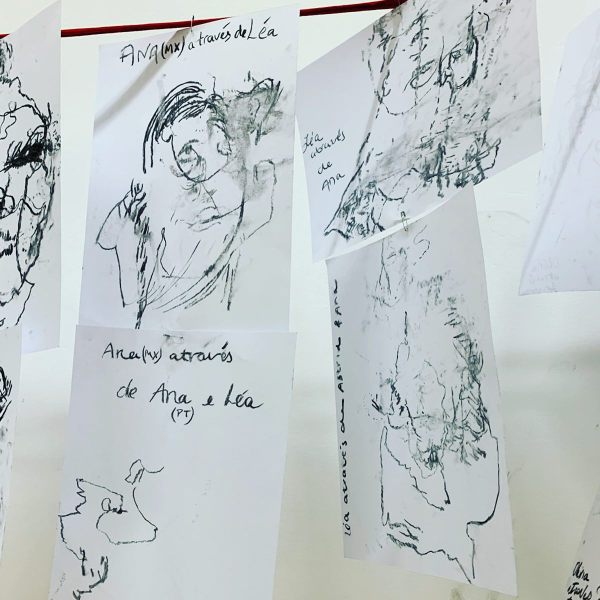 ANA (MX) através de Léa
Léa
através
de
Ana
Ana (MX) através
de Ana e Léa
(PT)
Léa através de Astrid e Ana